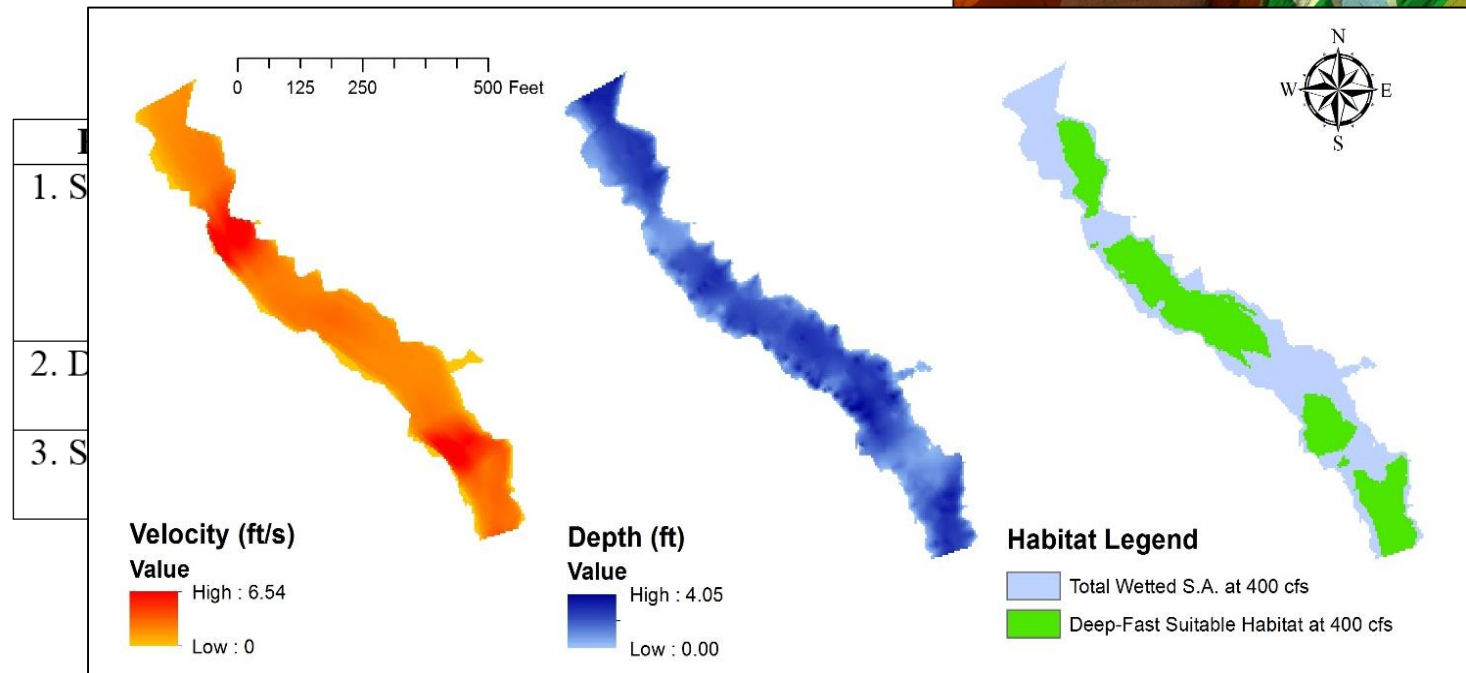 0 125 250 500 Feet
N
W E
S
1. S
2. D
3. S
Velocity (ft/s)
Value
High : 6.54
Low : 0
Depth (ft)
Value
High : 4.05
Low : 0.00
Habitat Legend
Total Wetted S.A. at 400 cfs
Deep-Fast Suitable Habitat at 400 cfs